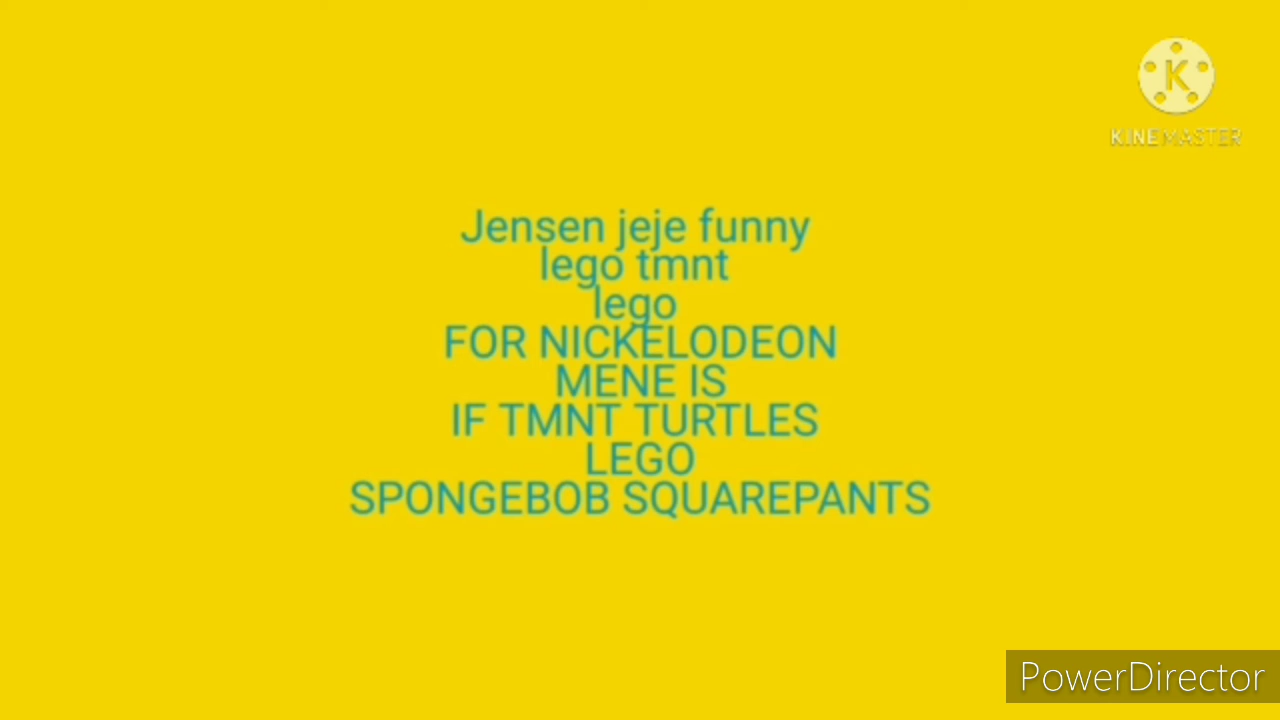 K
KINEMASTER
Jensen jeje funny
lego tmnt
lego
FOR NICKELODEON
MENE IS
IF TMNT TURTLES
LEGO
SPONGEBOB SQUAREPANTS
PowerDirector